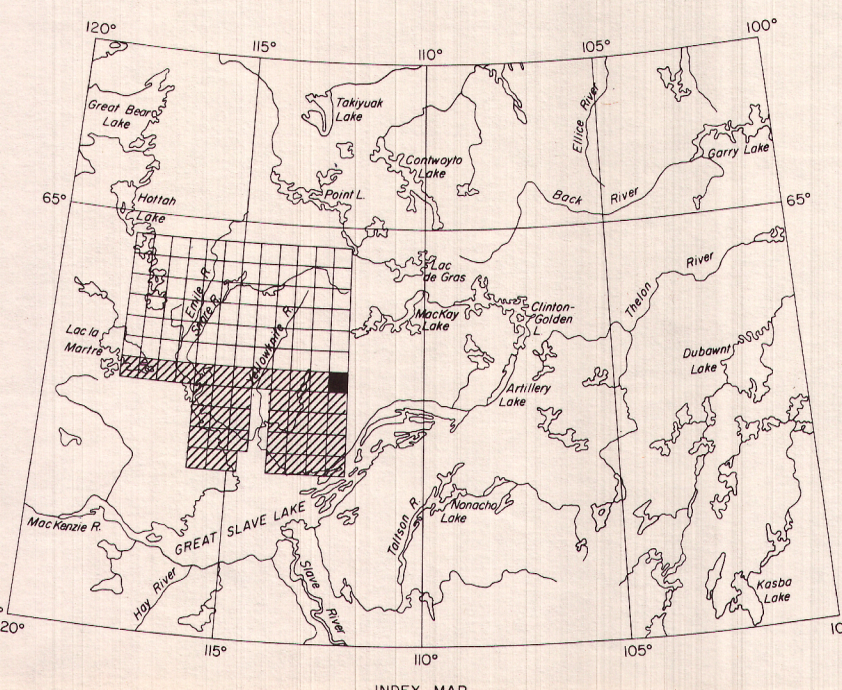 120°
115°
110°
105°
100°
Great Bear
Lake
Takiyuak
Lake
Ellice River
Garry Lake
Contwoyto
Lake
65°
Hottah
Lake
Point L.
Back River
65°
Lac
de Gras
Thelon River
Snare R.
Yellowknife R.
MacKay
Lake
Clinton-
Golden
L.
Lac la
Martre
Dubawnt
Lake
Artillery
Lake
MacKenzie R.
GREAT SLAVE LAKE
Taltson R.
Nonacho
Lake
Hay River
Slave River
Kasba
Lake
20°
115°
110°
105°
10
INDEX MAP